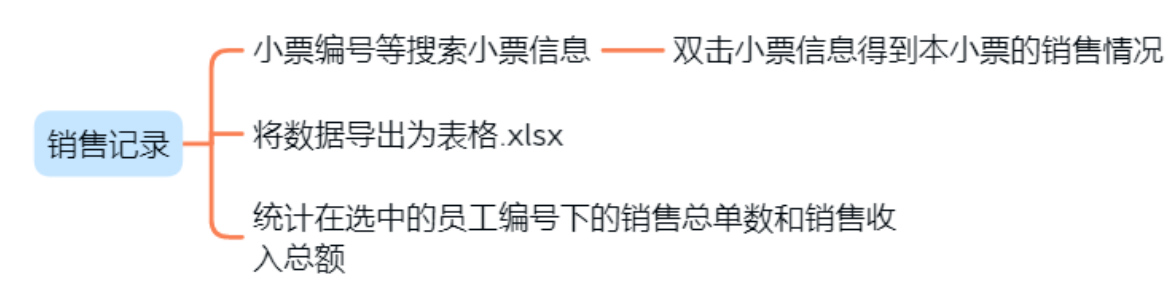 小票编号等搜索小票信息
双击小票信息得到本小票的销售情况
销售记录
将数据导出为表格.xlsx
统计在选中的员工编号下的销售总单数和销售收
入总额